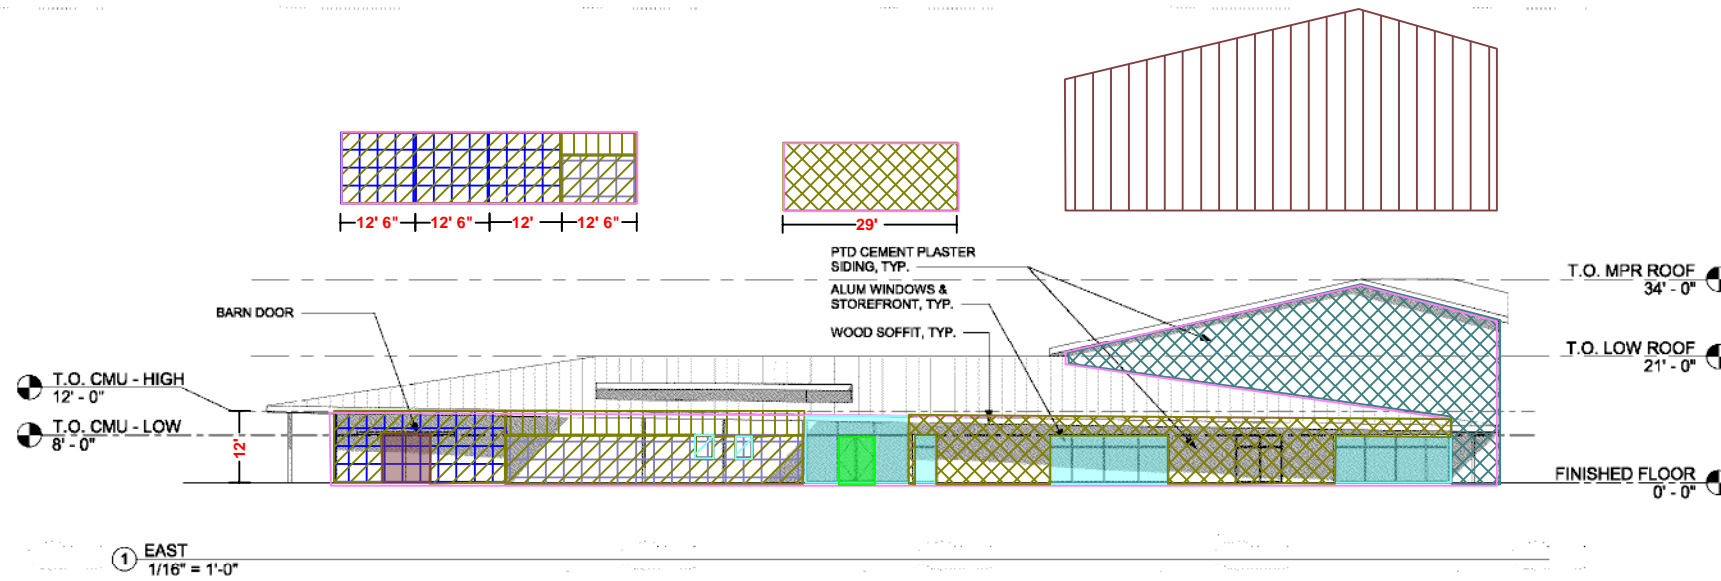 12' 6"
12' 6"
12'
12' 6"
29'
PTD CEMENT PLASTER
SIDING, TYP.
ALUM WINDOWS &
STOREFRONT, TYP.
WOOD SOFFIT, TYP.
BARN DOOR
T.O. MPR ROOF
34' - 0"
T.O. LOW ROOF
21' - 0"
T.O. CMU - HIGH
12' - 0"
T.O. CMU - LOW
8' - 0"
12'
FINISHED FLOOR
0' - 0"
1
EAST
1/16" = 1'-0"